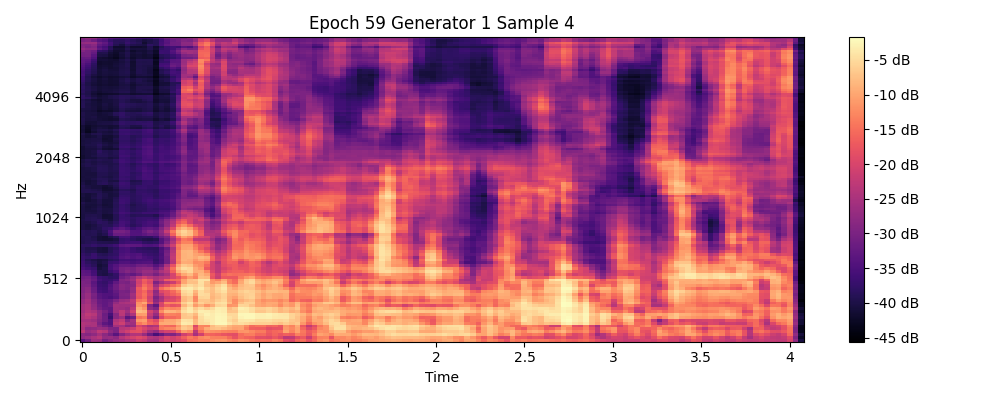 Epoch 59 Generator 1 Sample 4
Hz
4096
2048
1024
512
0
0 0.5 1 1.5 2 2.5 3 3.5 4
Time
-5 dB
-10 dB
-15 dB
-20 dB
-25 dB
-30 dB
-35 dB
-40 dB
-45 dB